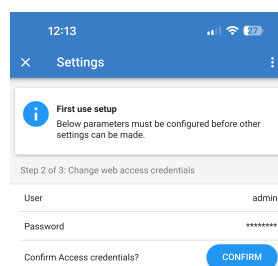 12:13
27
Settings
First use setup
Below parameters must be configured before other
settings can be made.
Step 2 of 3: Change web access credentials
User admin
Password ********
Confirm Access credentials? CONFIRM